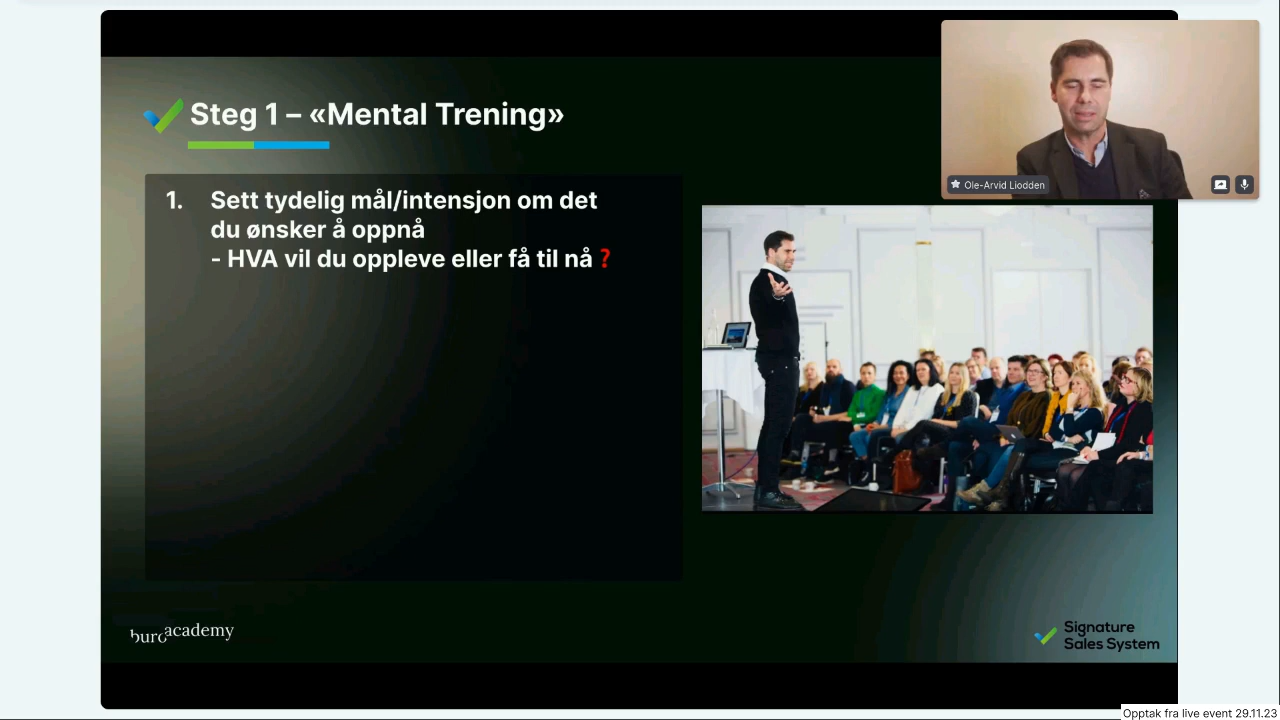 Steg 1 – «Mental Trening»
Ole-Arvid Liodden
1. Sett tydelig mål/intensjon om det
du ønsker å oppnå
- HVA vil du oppleve eller få til nå ?
buro academy
Signature
Sales System
Opptak fra live event 29.11.23